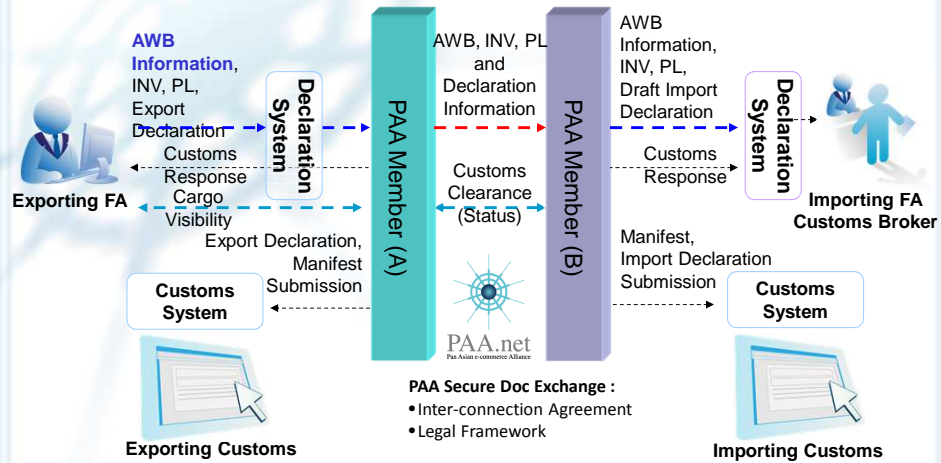 AWB
Information,
INV, PL,
Export
Declaration
Declaration
System
Customs
Response
Cargo
Visibility
Exporting FA
Export Declaration,
Manifest
Submission
Customs
System
Exporting Customs
PAA Member (A)
AWB, INV, PL
and
Declaration
Information
Customs
Clearance
(Status)
PAA.net
Pan Asian e-commerce Alliance
PAA Secure Doc Exchange :
•Inter-connection Agreement
•Legal Framework
PAA Member (B)
AWB
Information,
INV, PL,
Draft Import
Declaration
Declaration
System
Customs
Response
Importing FA
Customs Broker
Manifest,
Import Declaration
Submission
Customs
System
Importing Customs